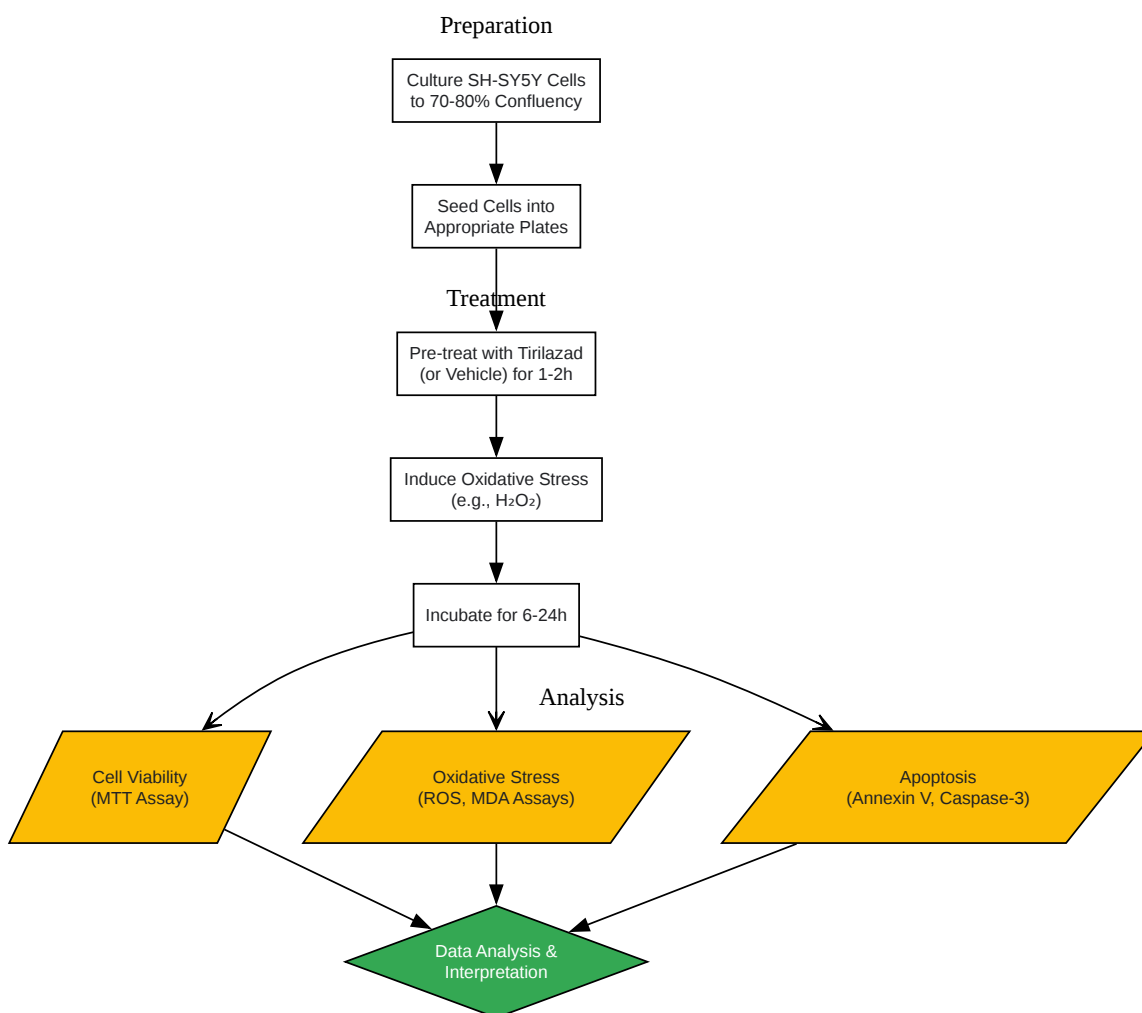 Preparation
Culture SH-SY5Y Cells
to 70-80% Confluency
Seed Cells into
Appropriate Plates
Treatment
Pre-treat with Tirilazad
(or Vehicle) for 1-2h
Induce Oxidative Stress
(e.g., H₂O₂)
Incubate for 6-24h
Analysis
Cell Viability
(MTT Assay)
Oxidative Stress
(ROS, MDA Assays)
Apoptosis
(Annexin V, Caspase-3)
Data Analysis &
Interpretation